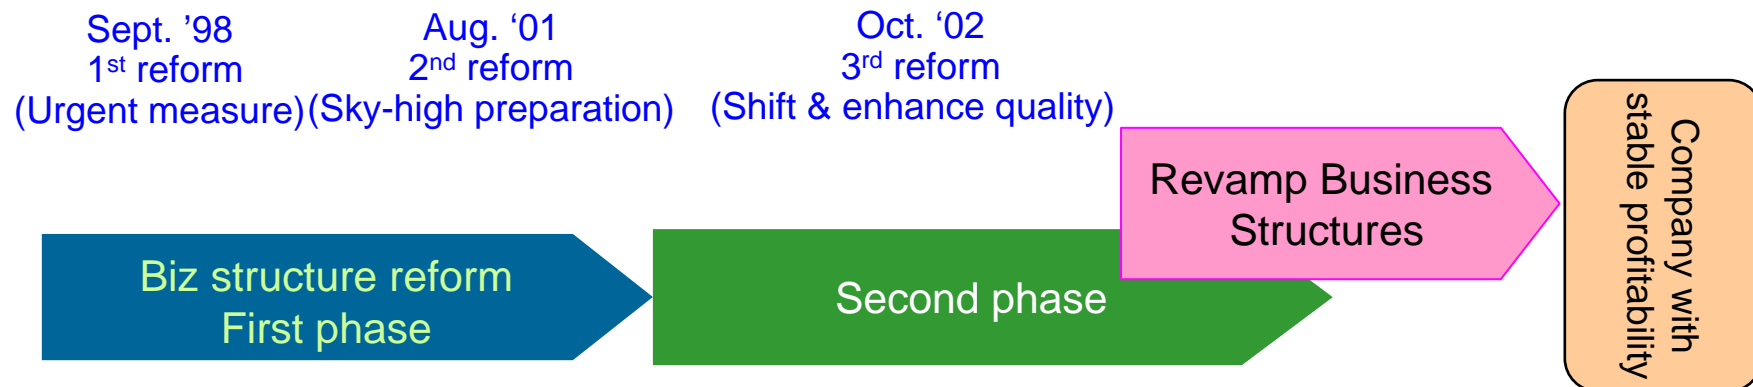 Sept. ’98
1st reform
(Urgent measure)
Aug. ‘01
2nd reform
(Sky-high preparation)
Oct. ‘02
3rd reform
(Shift & enhance quality)
Biz structure reform
First phase
Second phase
Revamp Business
Structures
Company with
stable profitability